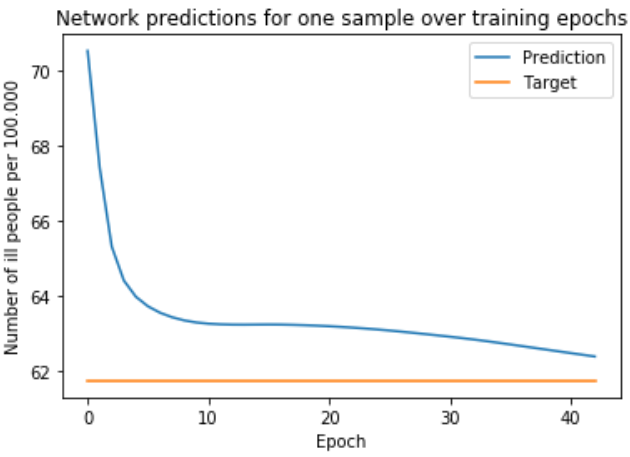 Network predictions for one sample over training epochs
Number of ill people per 100.000
70
68
66
64
62
Prediction
Target
0
10
20
30
40
Epoch